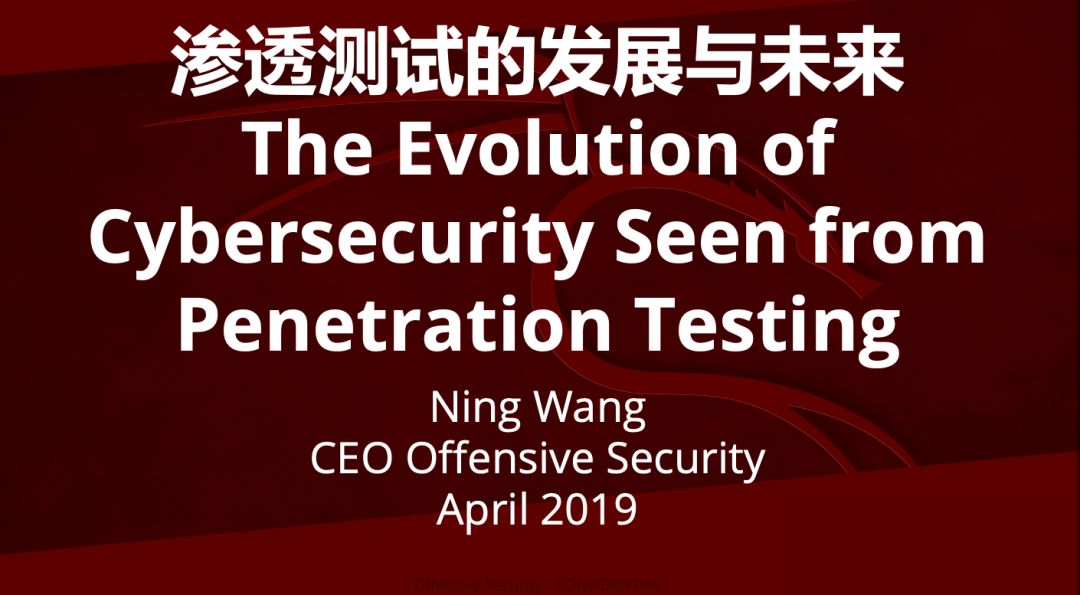 渗透测试的发展与未来
The Evolution of
Cybersecurity Seen from
Penetration Testing
Ning Wang
CEO Offensive Security
April 2019
Offensive Security - CONFIDENTIAL